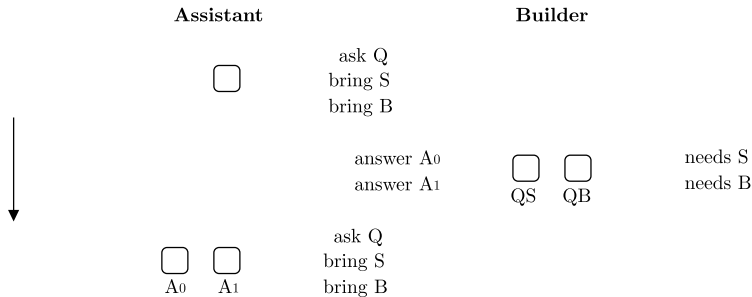 Assistant Builder
ask Q
bring S
bring B
answer A0 needs S
answer A1 needs B
QS QB
ask Q
bring S
A0 A1 bring B